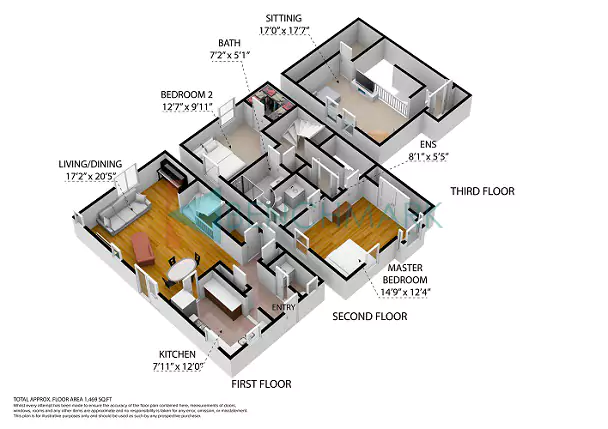 SITTINIG
17'0" x 17'7"
BATH
7'2" x 5'1"
BEDROOM 2
12'7" x 9'11"
ENS
8'1" x 5'5"
LIVING/DINING
17'2" x 20'5"
THIRD FLOOR
BENCHMARK
MASTER
BEDROOM
14'9" x 12'4"
ENTRY
SECOND FLOOR
KITCHEN
7'11" x 12'0"
FIRST FLOOR
TOTAL APPROX. FLOOR AREA 1,469 SQ.FT
Whilst every attempt has been made to ensure the accuracy of the floor plan contained here, measurements of doors,
windows, rooms and any other items are approximate and no responsibility is taken for any error, omission, or misstatement.
This plan is for illustrative purposes only and should be used as such by any prospective purchaser.